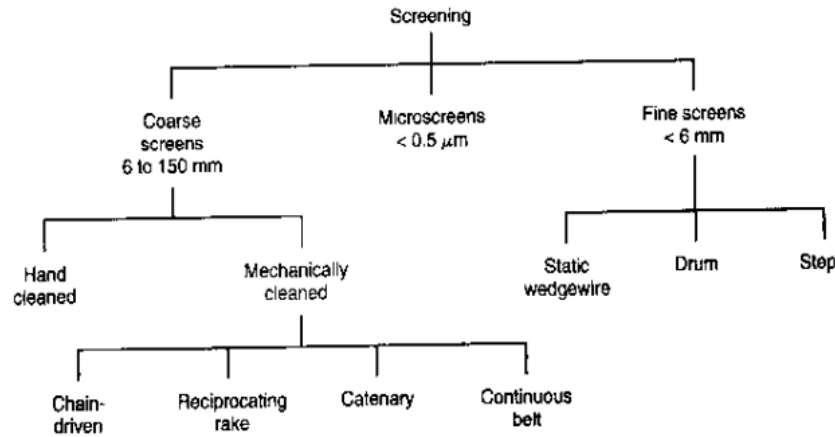 Screening
Coarse
screens
6 to 150 mm
Microscreens
< 0.5 μm
Fine screens
< 6 mm
Hand
cleaned
Mechanically
cleaned
Static
wedgewire
Drum
Step
Chain-
driven
Reciprocating
rake
Catenary
Continuous
belt